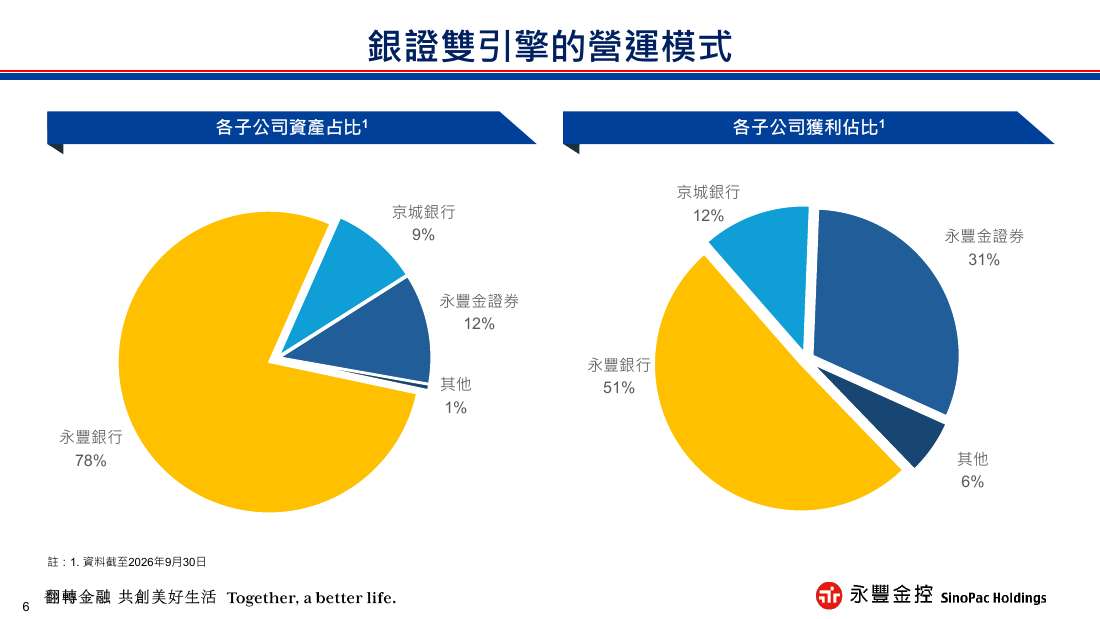 銀證雙引擎的營運模式
各子公司資產占比¹
京城銀行
9%
永豐金證券
12%
其他
1%
永豐銀行
78%
各子公司獲利佔比¹
京城銀行
12%
永豐金證券
31%
永豐銀行
51%
其他
6%
註：1. 資料截至2026年9月30日
6
翻轉金融 共創美好生活 Together, a better life.
永豐金控 SinoPac Holdings